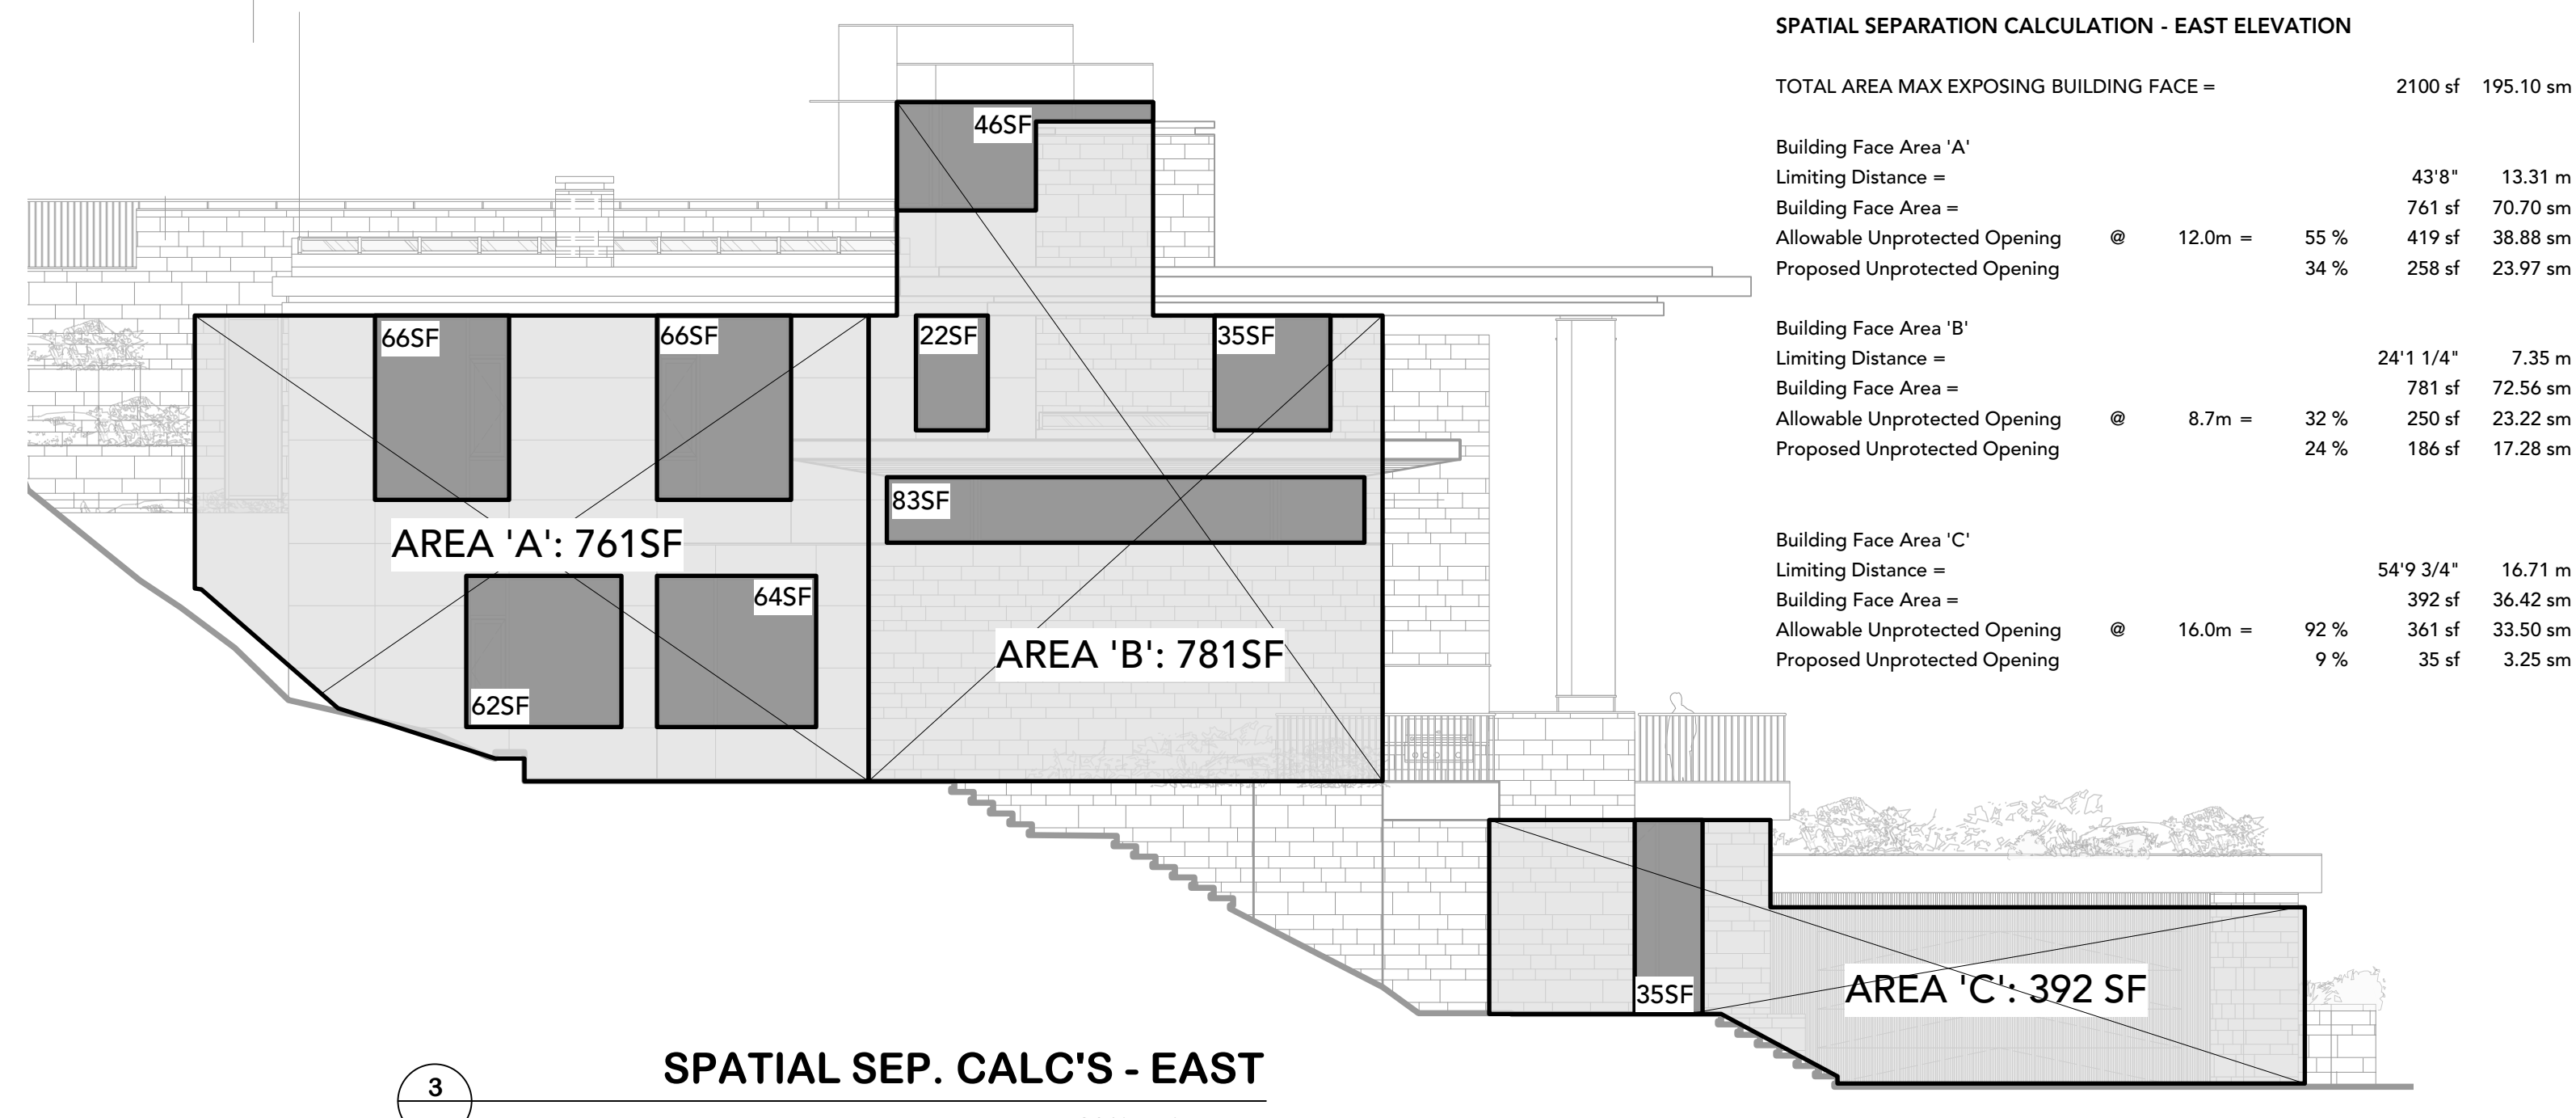 SPATIAL SEPARATION CALCULATION - EAST ELEVATION
TOTAL AREA MAX EXPOSING BUILDING FACE = 2100 sf 195.10 sm
Building Face Area 'A'
Limiting Distance = 43'8" 13.31 m
Building Face Area = 761 sf 70.70 sm
Allowable Unprotected Opening @ 12.0m = 55 % 419 sf 38.88 sm
Proposed Unprotected Opening 34 % 258 sf 23.97 sm
Building Face Area 'B'
Limiting Distance = 24'1 1/4" 7.35 m
Building Face Area = 781 sf 72.56 sm
Allowable Unprotected Opening @ 8.7m = 32 % 250 sf 23.22 sm
Proposed Unprotected Opening 24 % 186 sf 17.28 sm
Building Face Area 'C'
Limiting Distance = 54'9 3/4" 16.71 m
Building Face Area = 392 sf 36.42 sm
Allowable Unprotected Opening @ 16.0m = 92 % 361 sf 33.50 sm
Proposed Unprotected Opening 9 % 35 sf 3.25 sm
46SF
66SF
66SF
22SF
35SF
83SF
AREA 'A': 761SF
64SF
AREA 'B': 781SF
62SF
35SF
AREA 'C': 392 SF
SPATIAL SEP. CALC'S - EAST
3